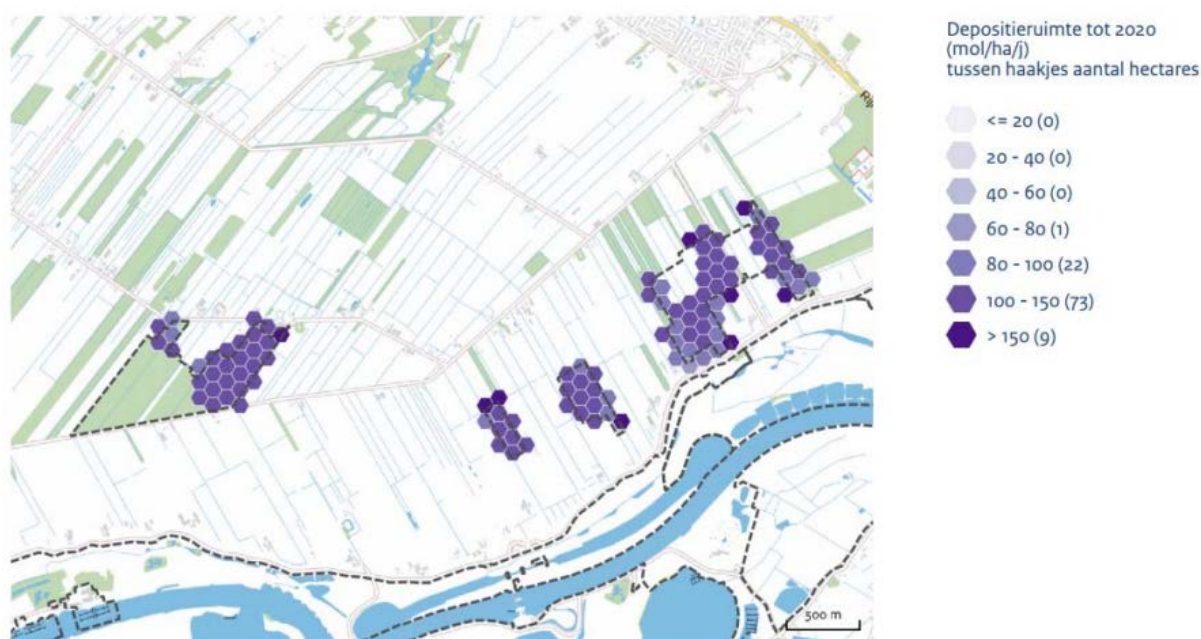 Depositieruimte tot 2020
(mol/ha/j)
tussen haakjes aantal hectares
<= 20 (0)
20 - 40 (0)
40 - 60 (0)
60 - 80 (1)
80 - 100 (22)
100 - 150 (73)
> 150 (9)
500 m